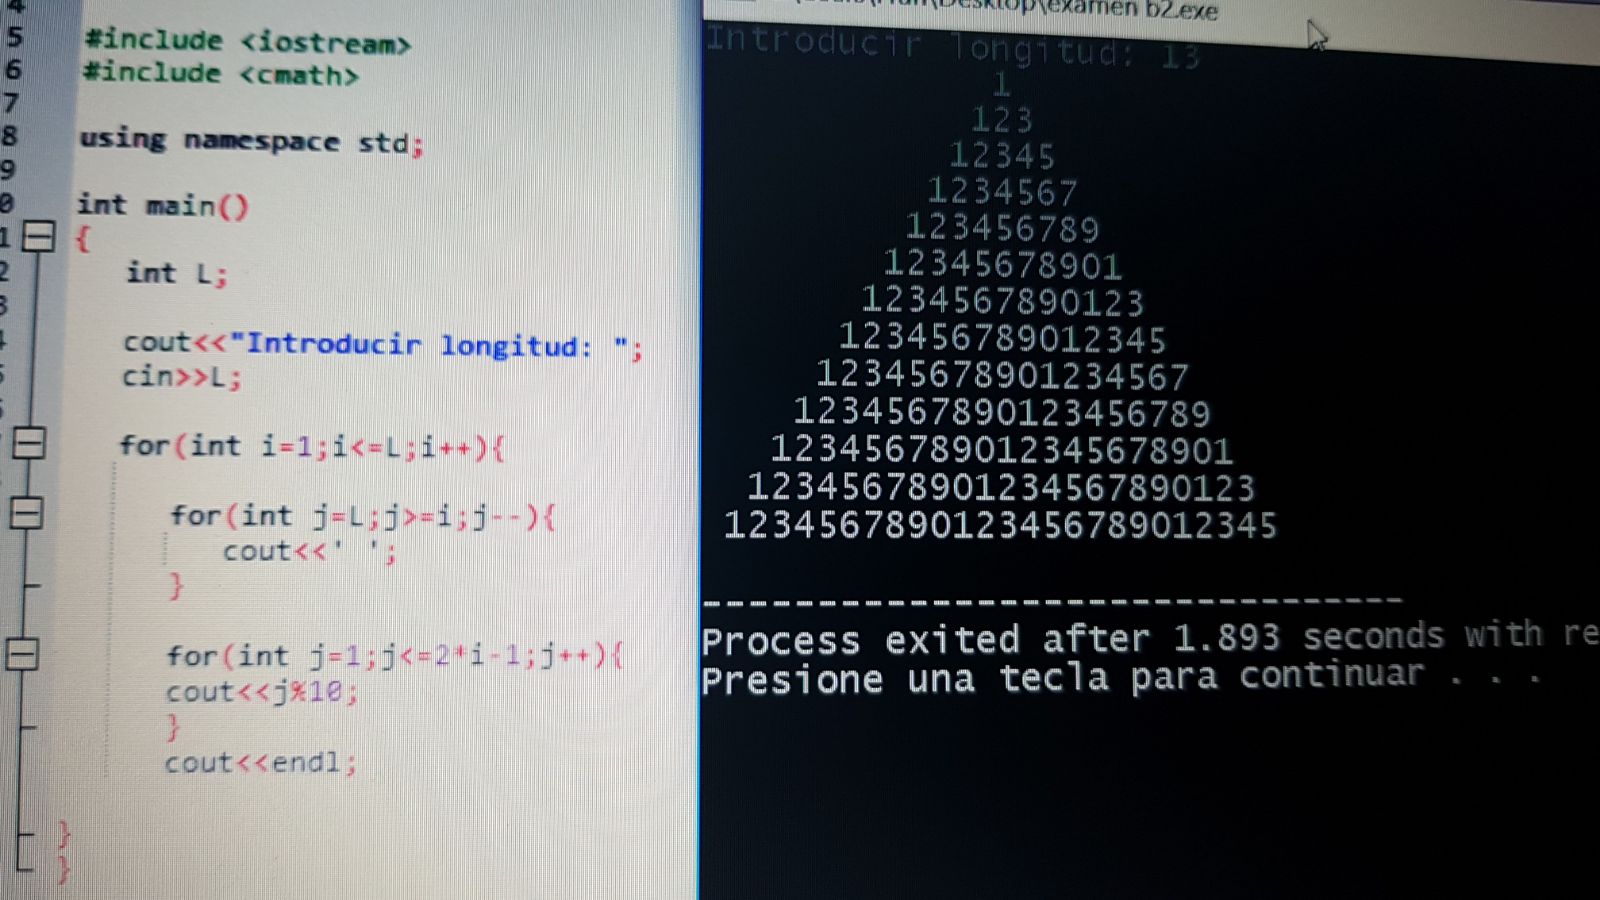 5 #include <iostream>
6 #include <cmath>
7
8 using namespace std;
9
0 int main()
1 {
2 int L;
3
4 cout<<"Introducir longitud: ";
5 cin>>L;
for(int i=1;i<=L;i++){
for(int j=L;j>=i;j--){
cout<<' ';
}
for(int j=1;j<=2*i-1;j++){
cout<<j%10;
}
cout<<endl;
}
}
\examen b2.exe
Introducir longitud: 13
1
123
12345
1234567
123456789
12345678901
1234567890123
123456789012345
12345678901234567
1234567890123456789
123456789012345678901
12345678901234567890123
1234567890123456789012345
--------------------------------
Process exited after 1.893 seconds with re
Presione una tecla para continuar . . .